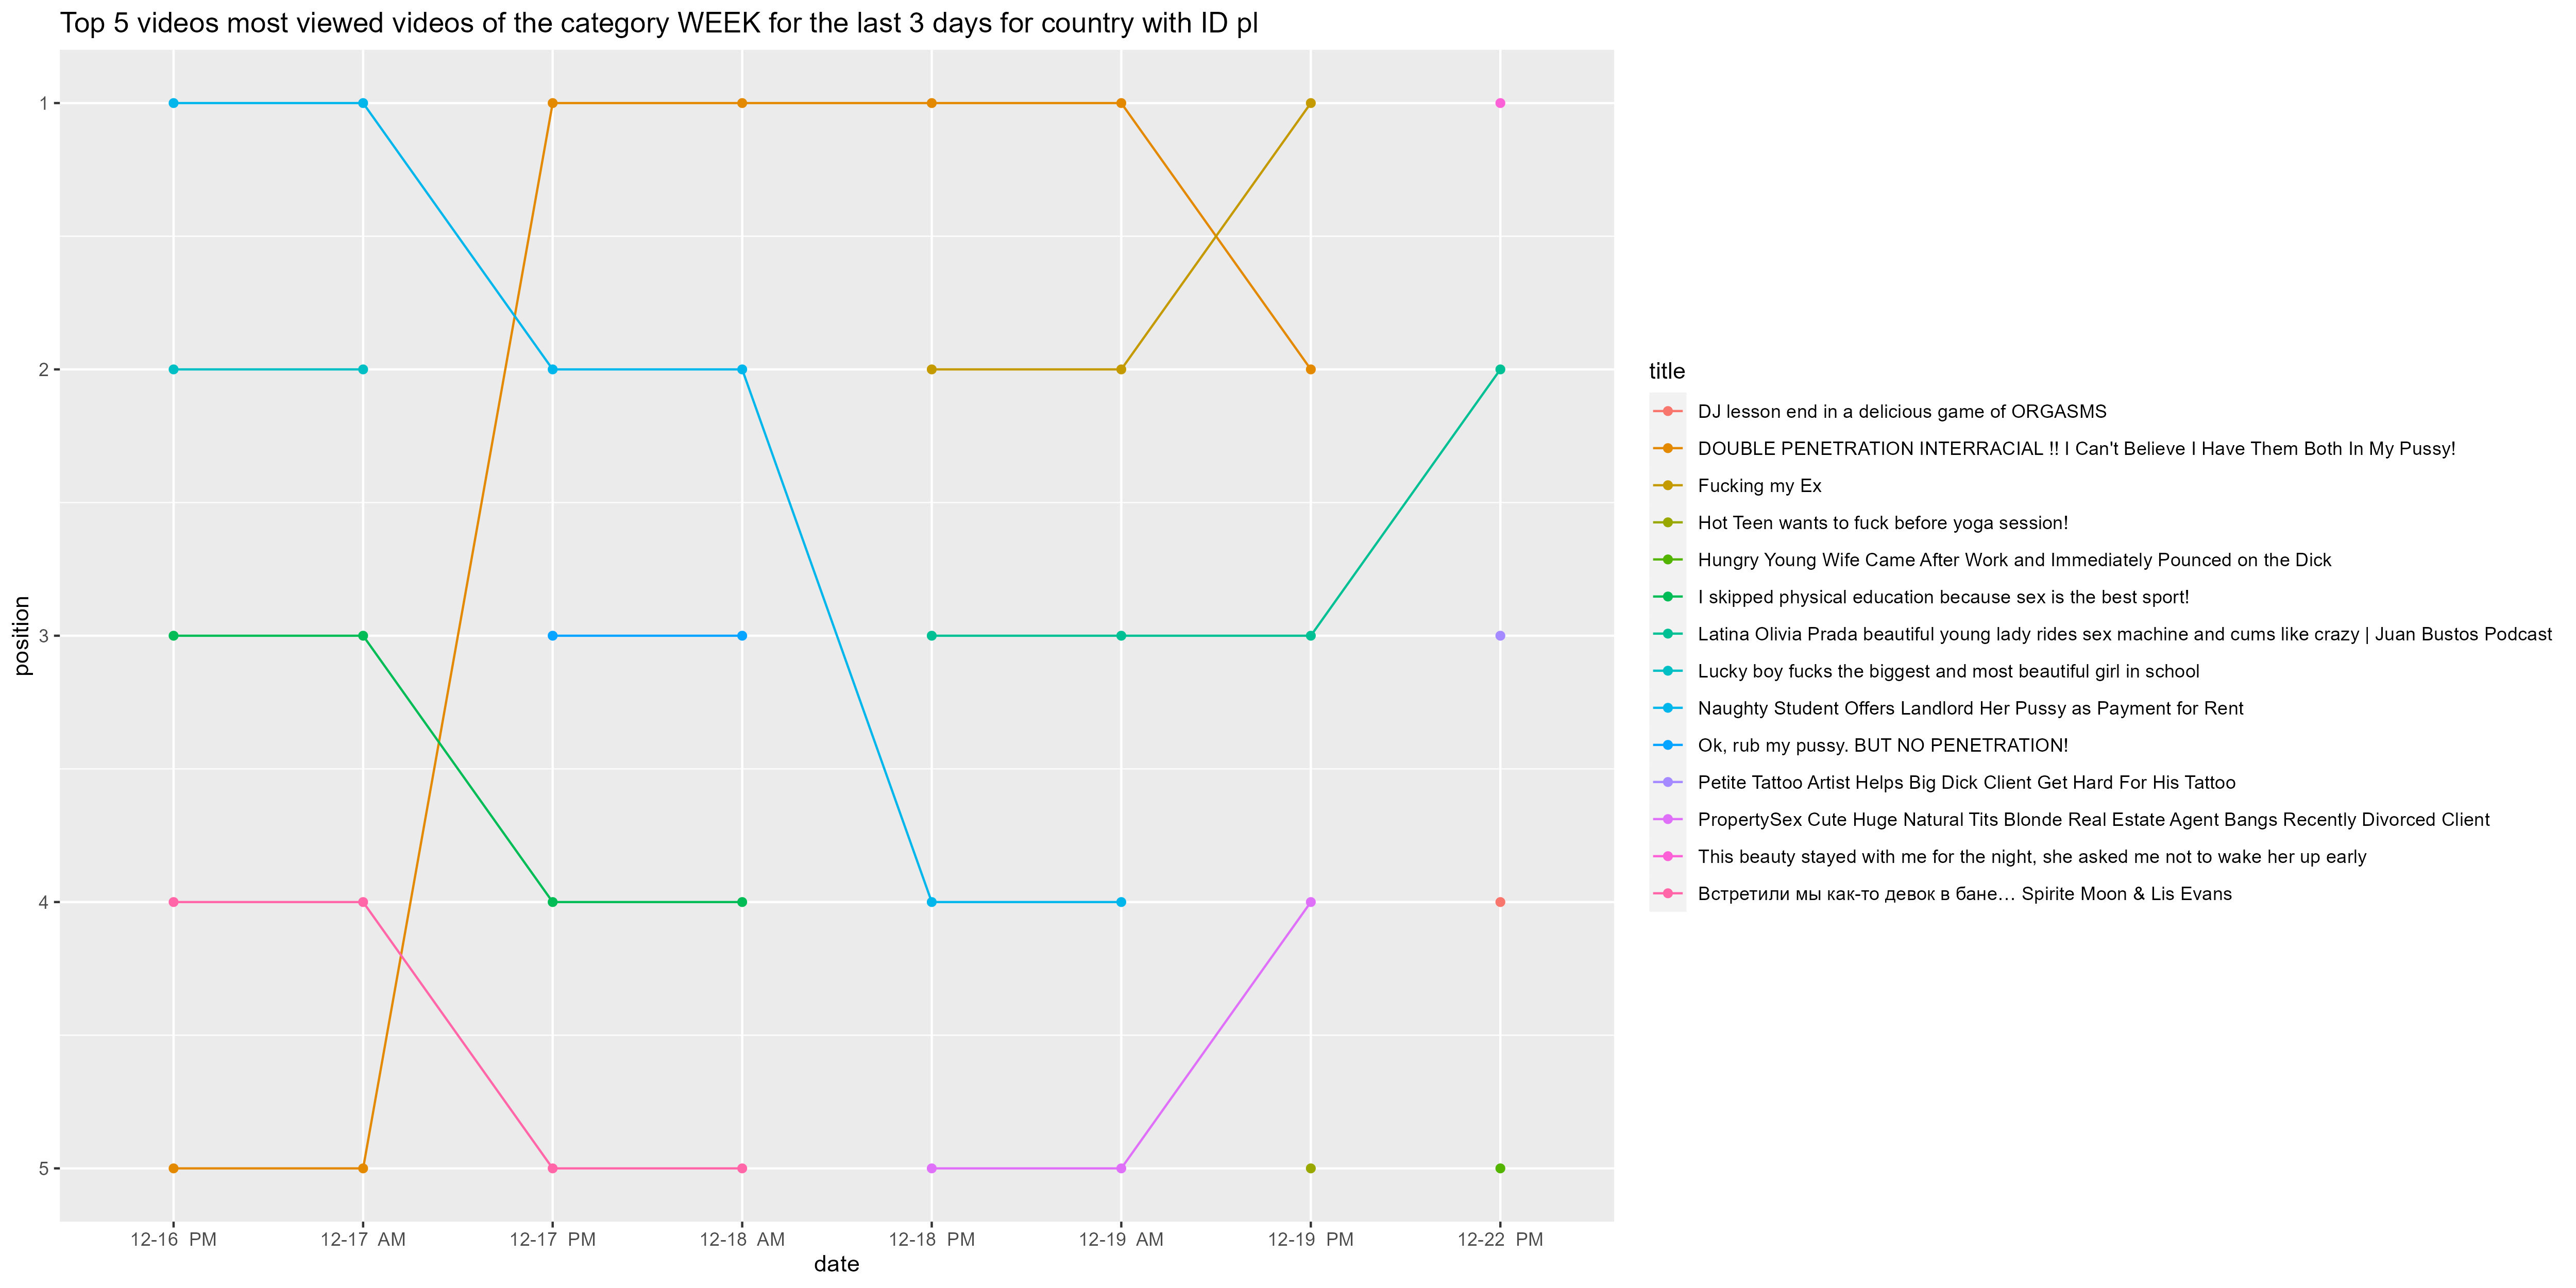 Top 5 videos most viewed videos of the category WEEK for the last 3 days for country with ID pl
position
1
2
3
4
5
12-16 PM
12-17 AM
12-17 PM
12-18 AM
12-18 PM
12-19 AM
12-19 PM
12-22 PM
date
title
DJ lesson end in a delicious game of ORGASMS
DOUBLE PENETRATION INTERRACIAL !! I Can't Believe I Have Them Both In My Pussy!
Fucking my Ex
Hot Teen wants to fuck before yoga session!
Hungry Young Wife Came After Work and Immediately Pounced on the Dick
I skipped physical education because sex is the best sport!
Latina Olivia Prada beautiful young lady rides sex machine and cums like crazy | Juan Bustos Podcast
Lucky boy fucks the biggest and most beautiful girl in school
Naughty Student Offers Landlord Her Pussy as Payment for Rent
Ok, rub my pussy. BUT NO PENETRATION!
Petite Tattoo Artist Helps Big Dick Client Get Hard For His Tattoo
PropertySex Cute Huge Natural Tits Blonde Real Estate Agent Bangs Recently Divorced Client
This beauty stayed with me for the night, she asked me not to wake her up early
Встретили мы как-то девок в бане… Spirite Moon & Lis Evans